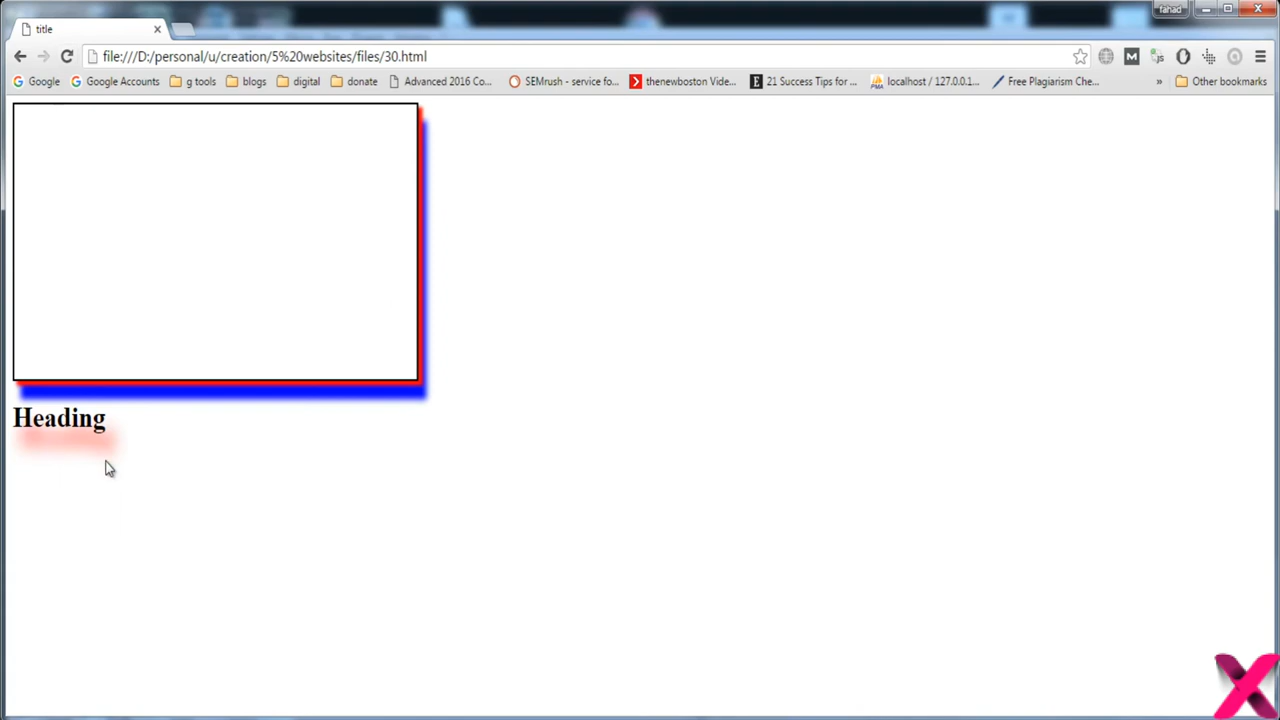 fahad
title
file:///D:/personal/u/creation/5%20websites/files/30.html
M
js
Google
Google Accounts
g tools
blogs
digital
donate
Advanced 2016 Co...
SEMrush - service fo...
thenewboston Vide...
E
21 Success Tips for ...
PMA
localhost / 127.0.0.1...
Free Plagiarism Che...
»
Other bookmarks
Heading
X